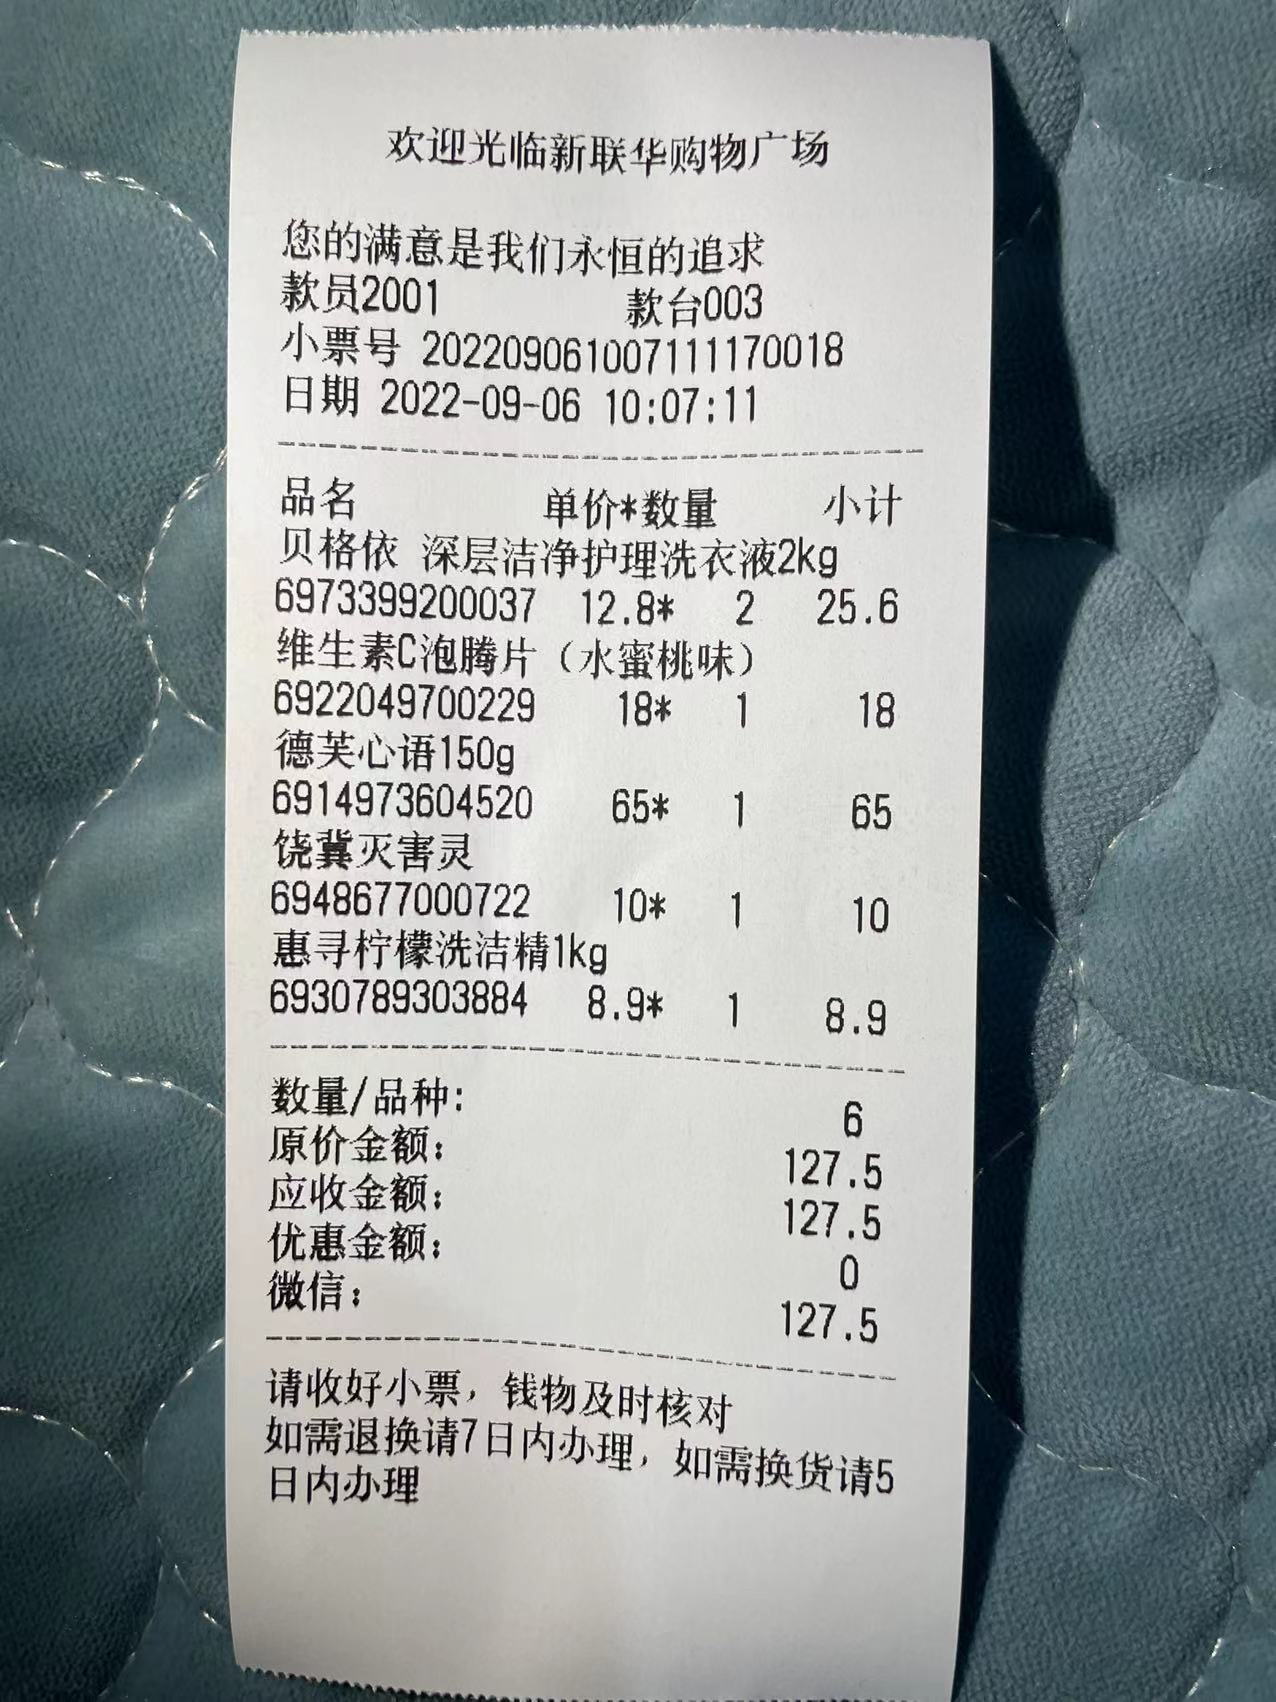 欢迎光临新联华购物广场
您的满意是我们永恒的追求
款员2001 款台003
小票号 202209061007111170018
日期 2022-09-06 10:07:11
品名 单价*数量 小计
贝格依 深层洁净护理洗衣液2kg
6973399200037 12.8* 2 25.6
维生素C泡腾片（水蜜桃味）
6922049700229 18* 1 18
德芙心语150g
6914973604520 65* 1 65
饶冀灭害灵
6948677000722 10* 1 10
惠寻柠檬洗洁精1kg
6930789303884 8.9* 1 8.9
数量/品种: 6
原价金额: 127.5
应收金额: 127.5
优惠金额: 0
微信: 127.5
请收好小票，钱物及时核对
如需退换请7日内办理，如需换货请5
日内办理